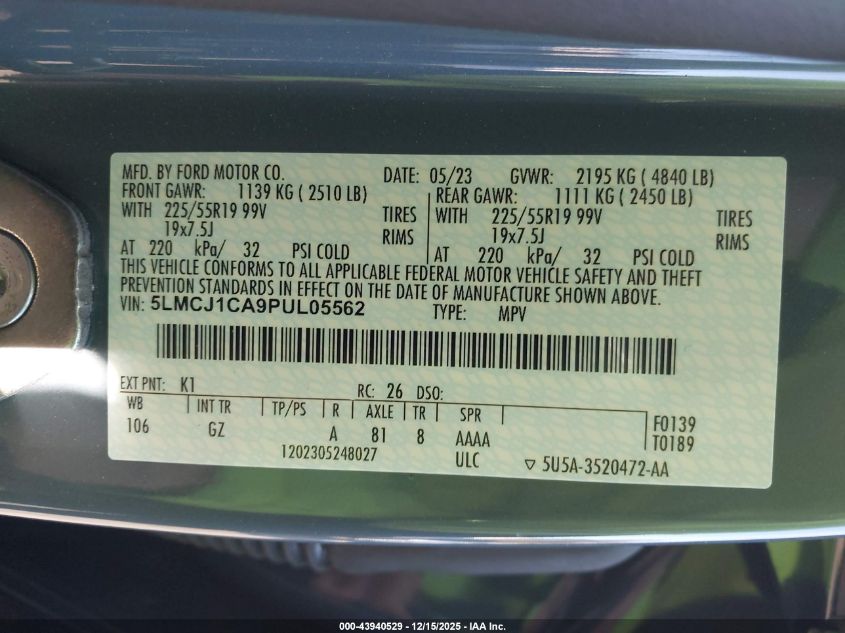 MFD. BY FORD MOTOR CO. DATE: 05/23 GVWR: 2195 KG ( 4840 LB)
FRONT GAWR: 1139 KG ( 2510 LB) REAR GAWR: 1111 KG ( 2450 LB)
WITH 225/55R19 99V TIRES WITH 225/55R19 99V TIRES
19x7.5J RIMS 19x7.5J RIMS
AT 220 kPa/ 32 PSI COLD AT 220 kPa/ 32 PSI COLD
THIS VEHICLE CONFORMS TO ALL APPLICABLE FEDERAL MOTOR VEHICLE SAFETY AND THEFT
PREVENTION STANDARDS IN EFFECT ON THE DATE OF MANUFACTURE SHOWN ABOVE.
VIN: 5LMCJ1CA9PUL05562 TYPE: MPV
EXT PNT: K1 RC: 26 DSO:
WB INT TR TP/PS R AXLE TR SPR F0139
106 GZ A 81 8 AAAA T0189
1202305248027 ULC ▽ 5U5A-3520472-AA
000-43940529 - 12/15/2025 - IAA Inc.